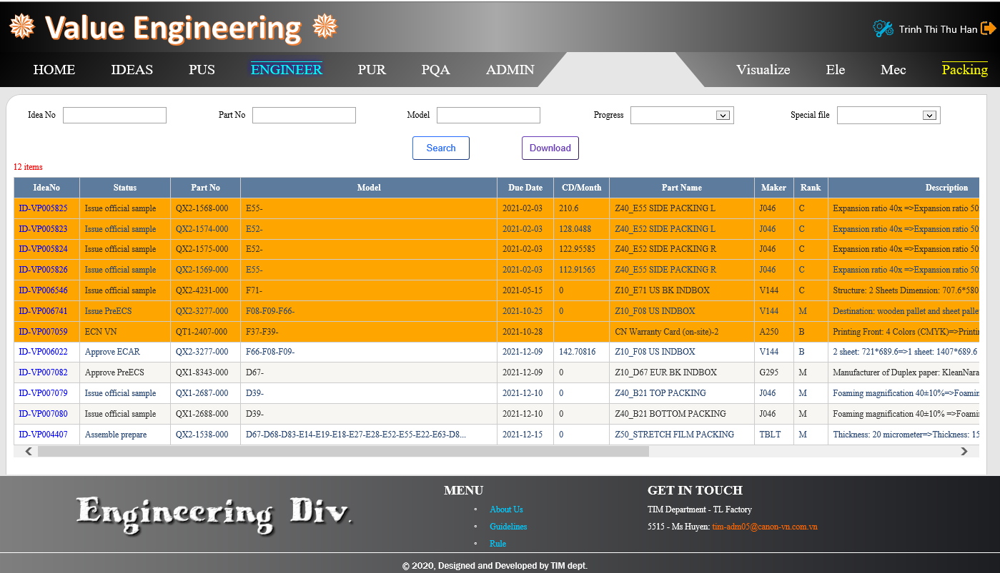 Value Engineering
Trinh Thi Thu Han
HOME IDEAS PUS ENGINEER PUR PQA ADMIN Visualize Ele Mec Packing
Idea No Part No Model Progress Special file
Search Download
12 items
IdeaNo Status Part No Model Due Date CD/Month Part Name Maker Rank Description
ID-VP005825 Issue official sample QX2-1568-000 E55- 2021-02-03 210.6 Z40_E55 SIDE PACKING L J046 C Expansion ratio 40x =>Expansion ratio 50
ID-VP005823 Issue official sample QX2-1574-000 E52- 2021-02-03 128.0488 Z40_E52 SIDE PACKING L J046 C Expansion ratio 40x =>Expansion ratio 50
ID-VP005824 Issue official sample QX2-1575-000 E52- 2021-02-03 122.95585 Z40_E52 SIDE PACKING R J046 C Expansion ratio 40x =>Expansion ratio 50
ID-VP005826 Issue official sample QX2-1569-000 E55- 2021-02-03 112.91565 Z40_E55 SIDE PACKING R J046 C Expansion ratio 40x =>Expansion ratio 50
ID-VP006546 Issue official sample QX2-4231-000 F71- 2021-05-15 0 Z10_E71 US BK INDBOX V144 C Structure: 2 Sheets Dimension: 707.6*580
ID-VP006741 Issue PreECS QX2-3277-000 F08-F09-F66- 2021-10-25 0 Z10_F08 US INDBOX V144 M Destination: wooden pallet and sheet palle
ID-VP007059 ECN VN QT1-2407-000 F37-F39- 2021-10-28 CN Warranty Card (on-site)-2 A250 B Printing Front: 4 Colors (CMYK)=>Printi
ID-VP006022 Approve ECAR QX2-3277-000 F66-F08-F09- 2021-12-09 142.70816 Z10_F08 US INDBOX V144 B 2 sheet: 721*689.6=>1 sheet: 1407*689.6
ID-VP007082 Approve PreECS QX1-8343-000 D67- 2021-12-09 0 Z10_D67 EUR BK INDBOX G295 M Manufacturer of Duplex paper: KleanNara
ID-VP007079 Issue official sample QX1-2687-000 D39- 2021-12-10 0 Z40_B21 TOP PACKING J046 M Foaming magnification 40±10%=>Foamin
ID-VP007080 Issue official sample QX1-2688-000 D39- 2021-12-10 0 Z40_B21 BOTTOM PACKING J046 M Foaming magnification 40±10% =>Foami
ID-VP004407 Assemble prepare QX2-1538-000 D67-D68-D83-E14-E19-E18-E27-E28-E52-E55-E22-E63-D8... 2021-12-15 0 Z50_STRETCH FILM PACKING TBLT M Thickness: 20 micrometer=>Thickness: 15
Engineering Div.
MENU
About Us
Guidelines
Rule
GET IN TOUCH
TIM Department - TL Factory
5515 - Ms Huyen: tim-adm05@canon-vn.com.vn
© 2020, Designed and Developed by TIM dept.